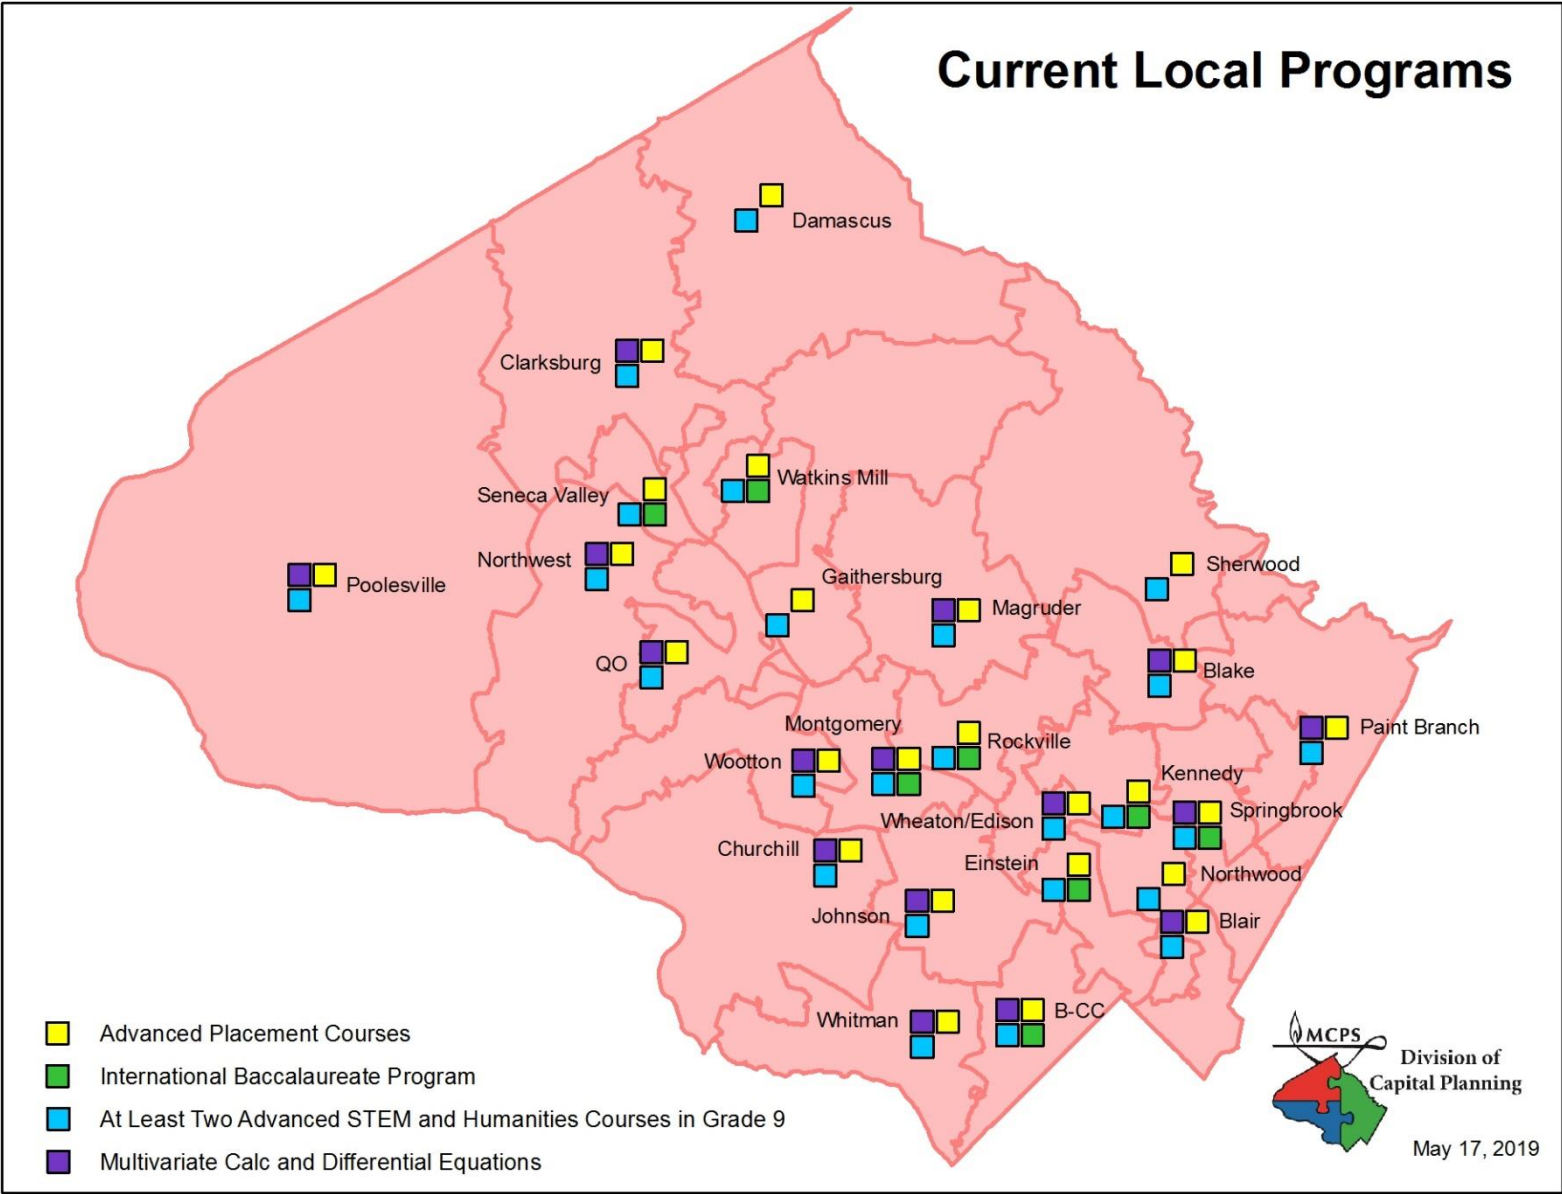 Current Local Programs
Damascus
Clarksburg
Watkins Mill
Seneca Valley
Northwest
Sherwood
Gaithersburg
Poolesville
Magruder
QO
Blake
Montgomery
Paint Branch
Rockville
Wootton
Kennedy
Springbrook
Wheaton/Edison
Churchill
Einstein
Northwood
Johnson
Blair
B-CC
Whitman
Advanced Placement Courses
International Baccalaureate Program
At Least Two Advanced STEM and Humanities Courses in Grade 9
Multivariate Calc and Differential Equations
MCPS
Division of
Capital Planning
May 17, 2019